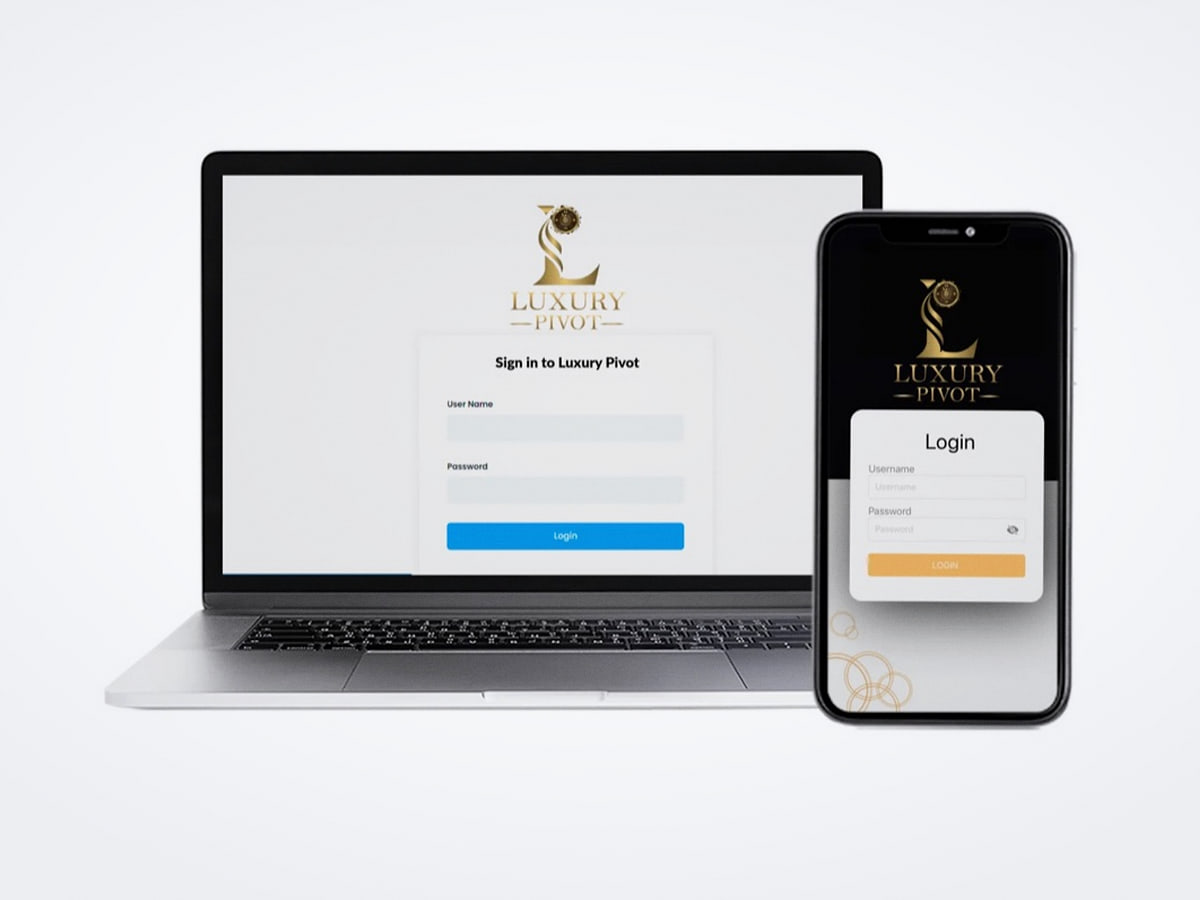 LUXURY
—PIVOT—
Sign in to Luxury Pivot
User Name
Password
Login
LUXURY
—PIVOT—
Login
Username
Username
Password
Password
LOGIN